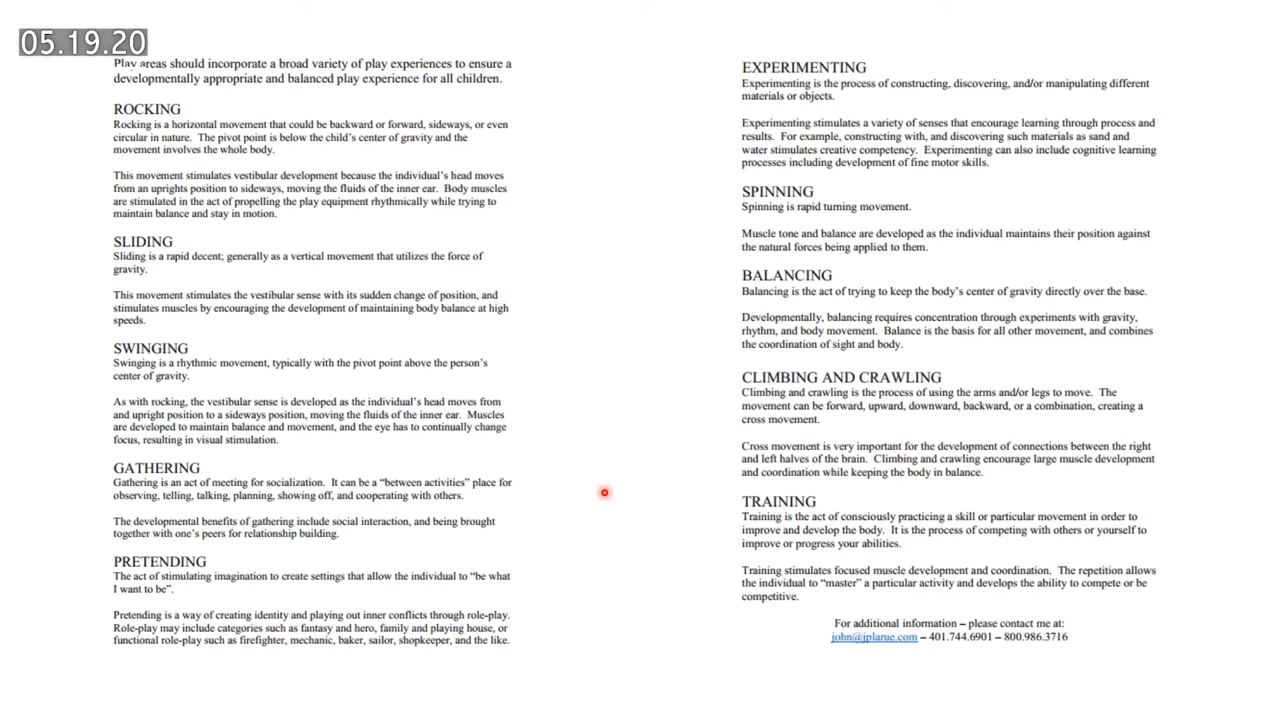 05.19.20
Play areas should incorporate a broad variety of play experiences to ensure a
developmentally appropriate and balanced play experience for all children.
ROCKING
Rocking is a horizontal movement that could be backward or forward, sideways, or even
circular in nature. The pivot point is below the child's center of gravity and the
movement involves the whole body.
This movement stimulates vestibular development because the individual's head moves
from an uprights position to sideways, moving the fluids of the inner ear. Body muscles
are stimulated in the act of propelling the play equipment rhythmically while trying to
maintain balance and stay in motion.
SLIDING
Sliding is a rapid decent; generally as a vertical movement that utilizes the force of
gravity.
This movement stimulates the vestibular sense with its sudden change of position, and
stimulates muscles by encouraging the development of maintaining body balance at high
speeds.
SWINGING
Swinging is a rhythmic movement, typically with the pivot point above the person's
center of gravity.
As with rocking, the vestibular sense is developed as the individual's head moves from
and upright position to a sideways position, moving the fluids of the inner ear. Muscles
are developed to maintain balance and movement, and the eye has to continually change
focus, resulting in visual stimulation.
GATHERING
Gathering is an act of meeting for socialization. It can be a “between activities” place for
observing, telling, talking, planning, showing off, and cooperating with others.
The developmental benefits of gathering include social interaction, and being brought
together with one's peers for relationship building.
PRETENDING
The act of stimulating imagination to create settings that allow the individual to “be what
I want to be”.
Pretending is a way of creating identity and playing out inner conflicts through role-play.
Role-play may include categories such as fantasy and hero, family and playing house, or
functional role-play such as firefighter, mechanic, baker, sailor, shopkeeper, and the like.
EXPERIMENTING
Experimenting is the process of constructing, discovering, and/or manipulating different
materials or objects.
Experimenting stimulates a variety of senses that encourage learning through process and
results. For example, constructing with, and discovering such materials as sand and
water stimulates creative competency. Experimenting can also include cognitive learning
processes including development of fine motor skills.
SPINNING
Spinning is rapid turning movement.
Muscle tone and balance are developed as the individual maintains their position against
the natural forces being applied to them.
BALANCING
Balancing is the act of trying to keep the body's center of gravity directly over the base.
Developmentally, balancing requires concentration through experiments with gravity,
rhythm, and body movement. Balance is the basis for all other movement, and combines
the coordination of sight and body.
CLIMBING AND CRAWLING
Climbing and crawling is the process of using the arms and/or legs to move. The
movement can be forward, upward, downward, backward, or a combination, creating a
cross movement.
Cross movement is very important for the development of connections between the right
and left halves of the brain. Climbing and crawling encourage large muscle development
and coordination while keeping the body in balance.
TRAINING
Training is the act of consciously practicing a skill or particular movement in order to
improve and develop the body. It is the process of competing with others or yourself to
improve or progress your abilities.
Training stimulates focused muscle development and coordination. The repetition allows
the individual to “master” a particular activity and develops the ability to compete or be
competitive.
For additional information – please contact me at:
john@jplarue.com – 401.744.6901 – 800.986.3716